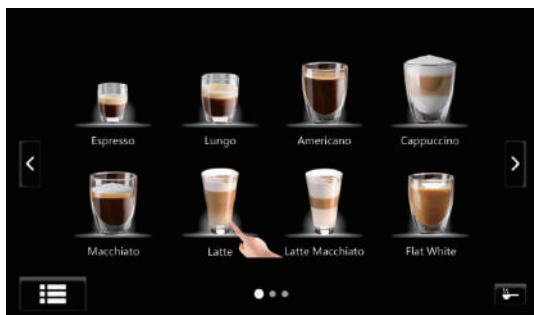 Espresso
Lungo
Americano
Cappuccino
Macchiato
Latte
Latte Macchiato
Flat White